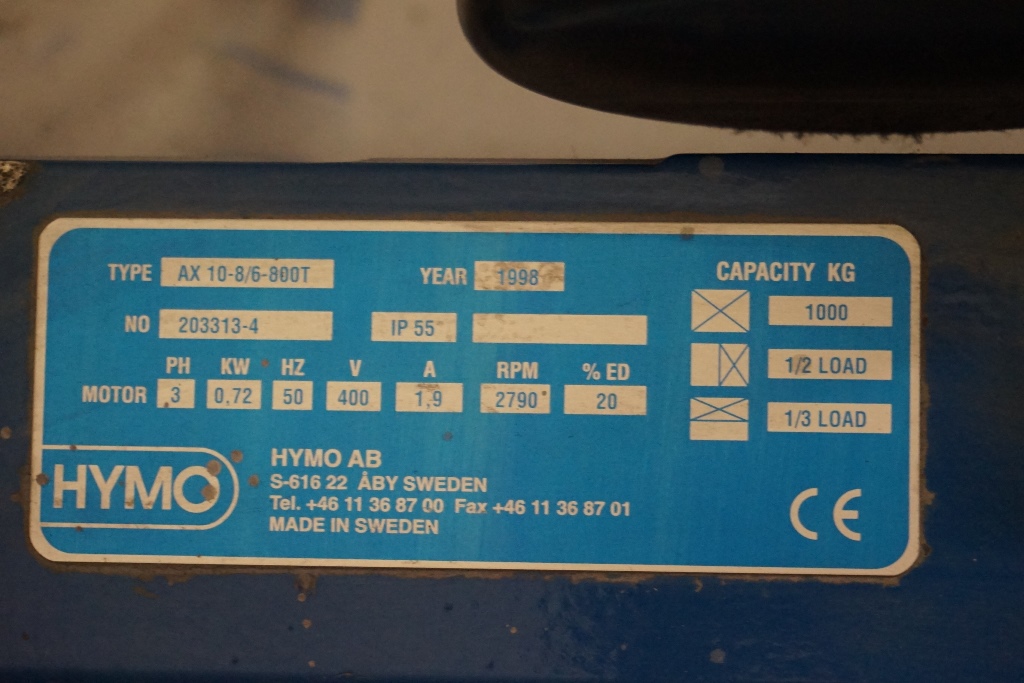 TYPE AX 10-8/6-800T YEAR 1998 CAPACITY KG
NO 203313-4 IP 55 1000
PH KW HZ V A RPM % ED 1/2 LOAD
MOTOR 3 0,72 50 400 1,9 2790 20 1/3 LOAD
HYMO
HYMO AB
S-616 22 ÅBY SWEDEN
Tel. +46 11 36 87 00 Fax +46 11 36 87 01
MADE IN SWEDEN
CE